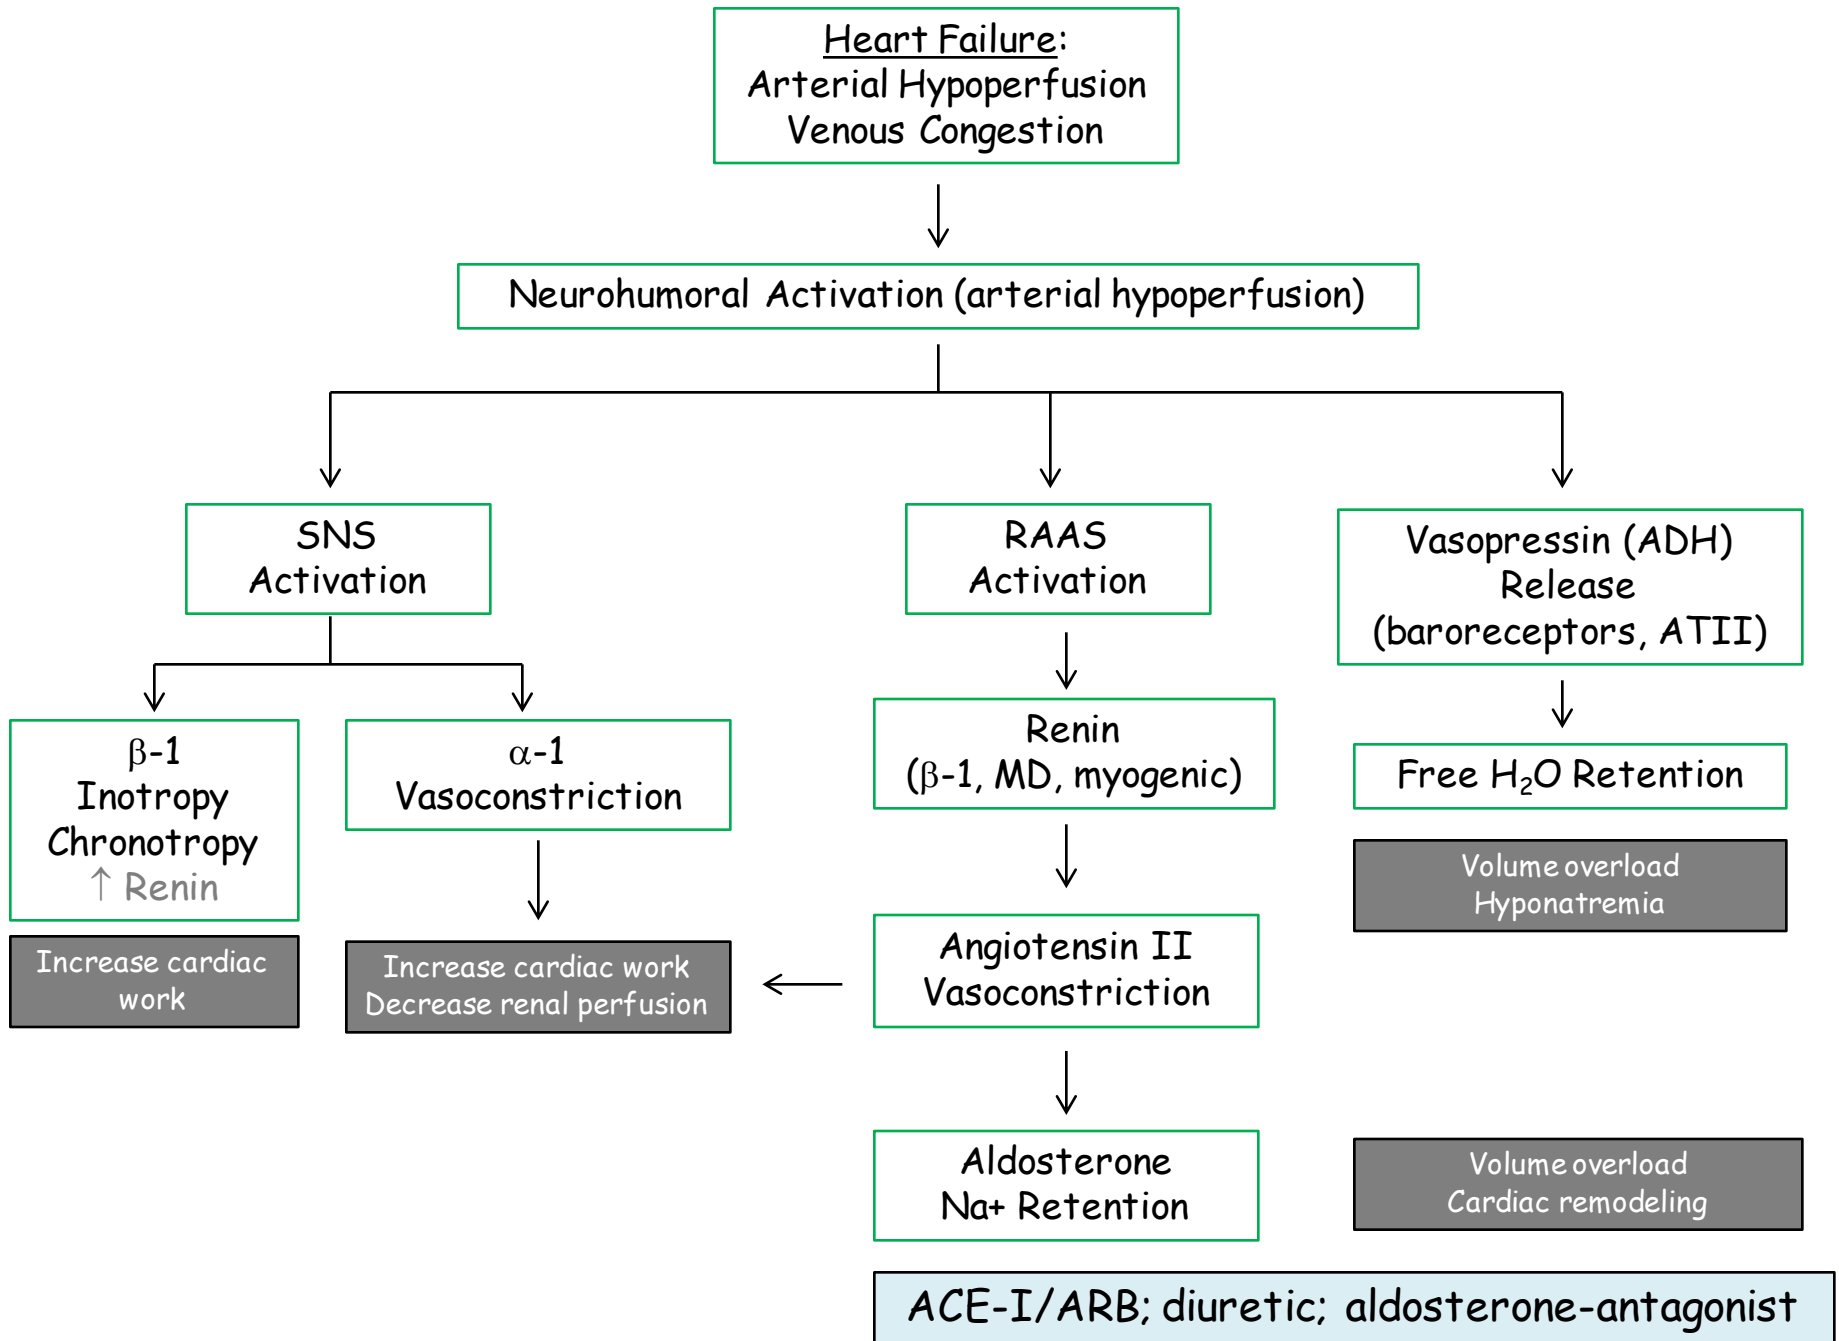 Heart Failure:
Arterial Hypoperfusion
Venous Congestion
Neurohumoral Activation (arterial hypoperfusion)
SNS
Activation
RAAS
Activation
Vasopressin (ADH)
Release
(baroreceptors, ATII)
β-1
Inotropy
Chronotropy
↑ Renin
α-1
Vasoconstriction
Renin
(β-1, MD, myogenic)
Free H₂O Retention
Volume overload
Hyponatremia
Increase cardiac
work
Increase cardiac work
Decrease renal perfusion
Angiotensin II
Vasoconstriction
Aldosterone
Na+ Retention
Volume overload
Cardiac remodeling
ACE-I/ARB; diuretic; aldosterone-antagonist